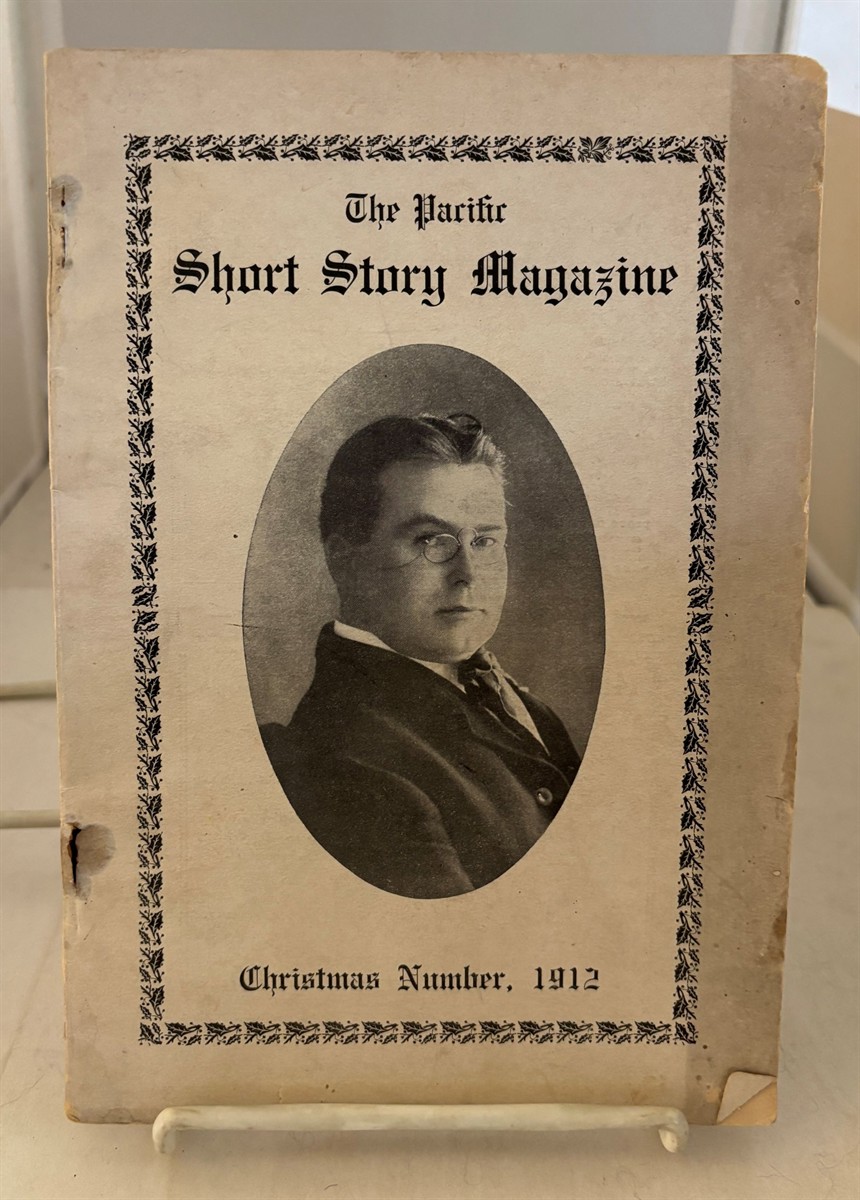 The Pacific
Short Story Magazine
Christmas Number, 1912